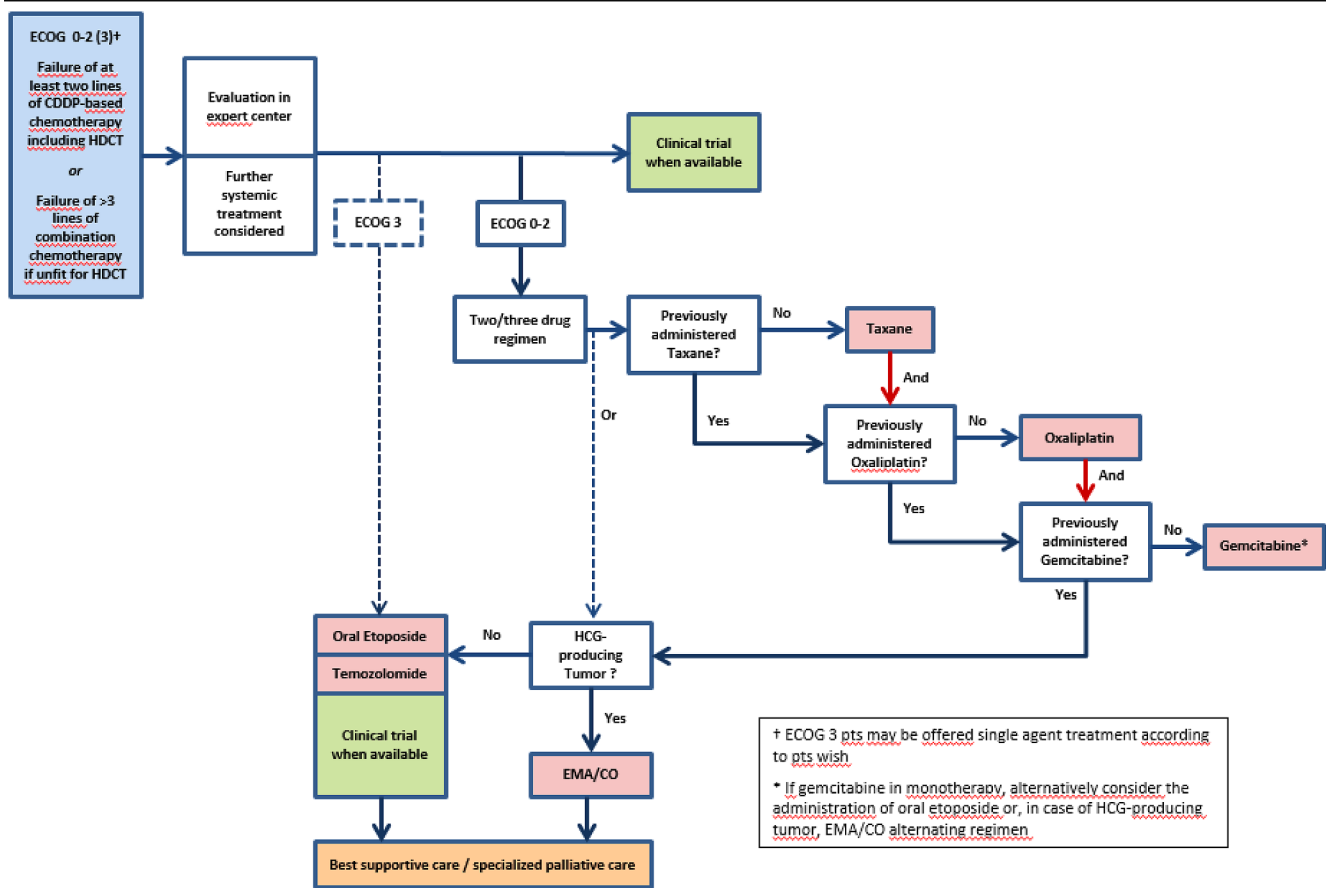 ECOG 0-2 (3)†
Failure of at
least two lines
of CDDP-based
chemotherapy
including HDCT
or
Failure of >3
lines of
combination
chemotherapy
if unfit for HDCT
Evaluation in
expert center
Further
systemic
treatment
considered
Clinical trial
when available
ECOG 3
ECOG 0-2
Two/three drug
regimen
Previously
administered
Taxane?
No
Taxane
And
Or
Yes
Previously
administered
Oxaliplatin?
No
Oxaliplatin
And
Yes
Previously
administered
Gemcitabine?
No
Gemcitabine*
Yes
Oral Etoposide
Temozolomide
Clinical trial
when available
No
HCG-
producing
Tumor ?
Yes
EMA/CO
Best supportive care / specialized palliative care
† ECOG 3 pts may be offered single agent treatment according
to pts wish
* If gemcitabine in monotherapy, alternatively consider the
administration of oral etoposide or, in case of HCG-producing
tumor, EMA/CO alternating regimen